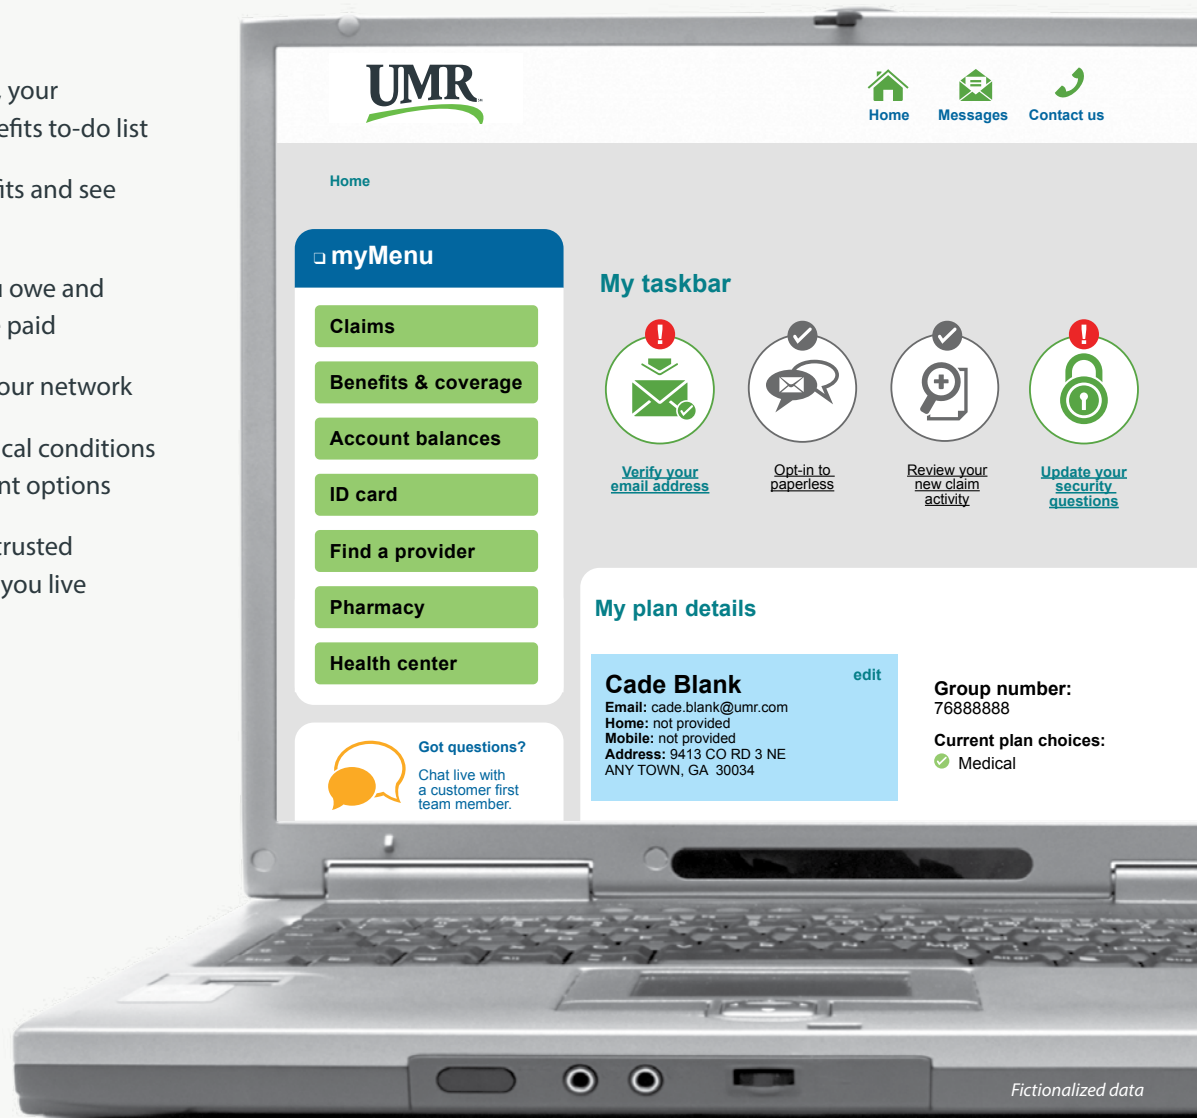 , your
efits to-do list
fits and see
u owe and
e paid
our network
ical conditions
nt options
trusted
you live
UMR
Home
Messages
Contact us
Home
myMenu
Claims
Benefits & coverage
Account balances
ID card
Find a provider
Pharmacy
Health center
Got questions?
Chat live with
a customer first
team member.
My taskbar
!
!
Verify your
email address
Opt-in to
paperless
Review your
new claim
activity
Update your
security
questions
My plan details
Cade Blank
edit
Email: cade.blank@umr.com
Home: not provided
Mobile: not provided
Address: 9413 CO RD 3 NE
ANY TOWN, GA 30034
Group number:
76888888
Current plan choices:
Medical
Fictionalized data